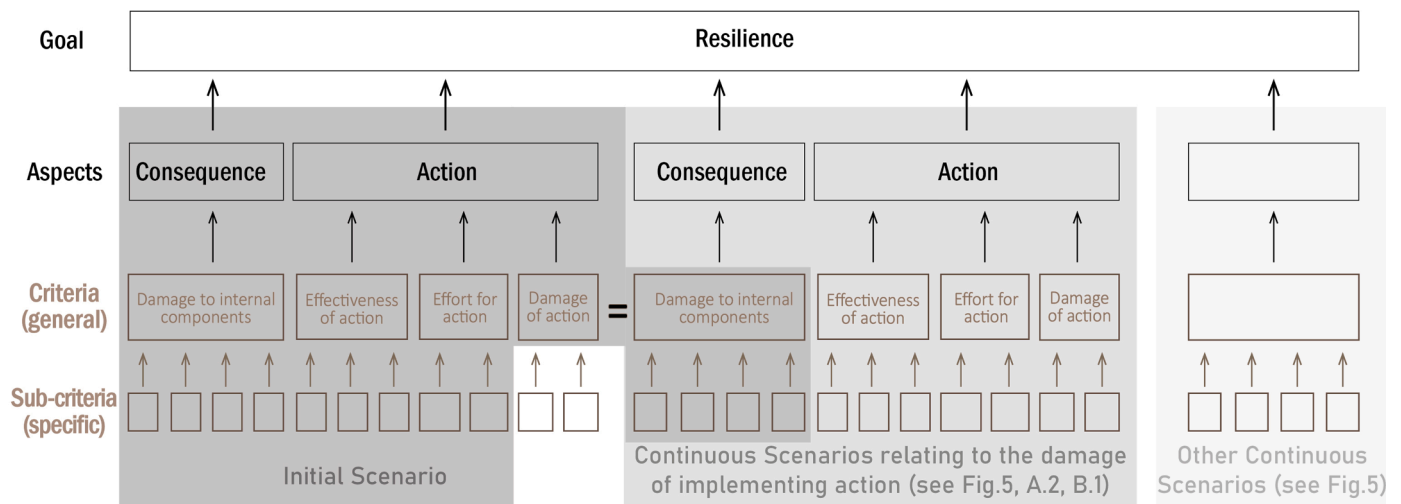 Goal
Resilience
Aspects
Consequence
Action
Consequence
Action
Criteria
(general)
Damage to internal
components
Effectiveness
of action
Effort for
action
Damage
of action
=
Damage to internal
components
Effectiveness
of action
Effort for
action
Damage
of action
Sub-criteria
(specific)
Initial Scenario
Continuous Scenarios relating to the damage
of implementing action (see Fig.5, A.2, B.1)
Other Continuous
Scenarios (see Fig.5)